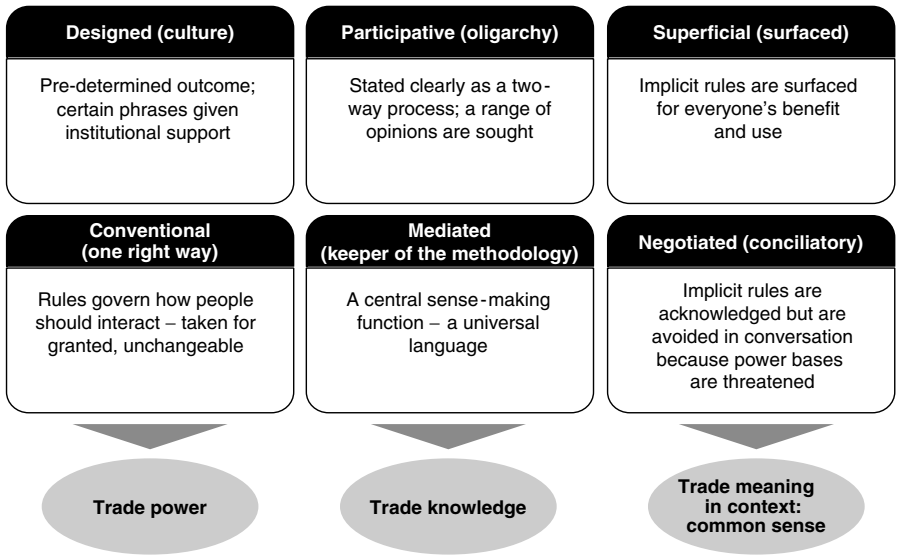 Designed (culture)
Pre-determined outcome;
certain phrases given
institutional support
Participative (oligarchy)
Stated clearly as a two-
way process; a range of
opinions are sought
Superficial (surfaced)
Implicit rules are surfaced
for everyone's benefit
and use
Conventional
(one right way)
Rules govern how people
should interact – taken for
granted, unchangeable
Mediated
(keeper of the methodology)
A central sense-making
function – a universal
language
Negotiated (conciliatory)
Implicit rules are
acknowledged but are
avoided in conversation
because power bases
are threatened
Trade power
Trade knowledge
Trade meaning
in context:
common sense